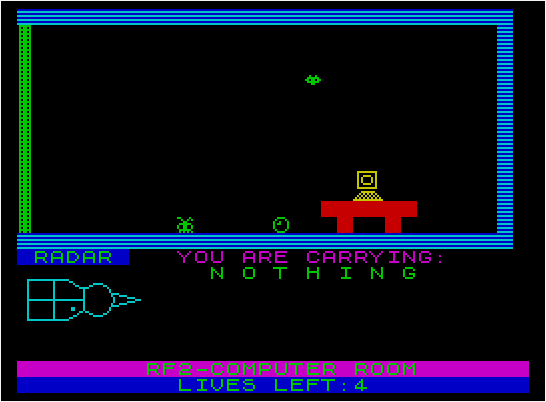 RADAR
YOU ARE CARRYING:
N O T H I N G
RF2-COMPUTER ROOM
LIVES LEFT:4